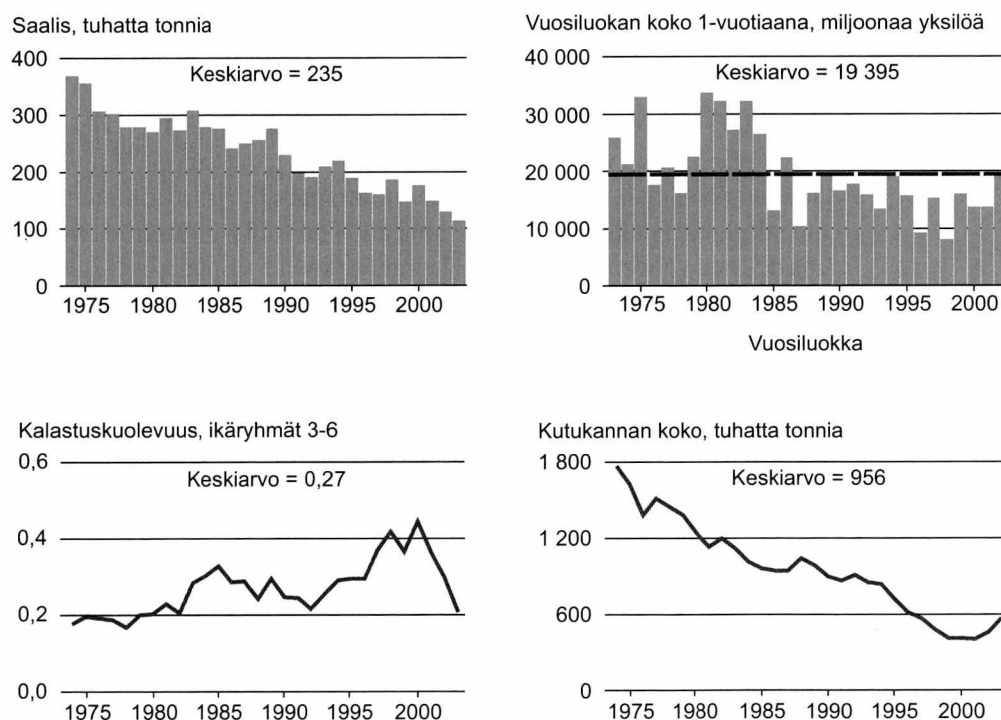 Saalis, tuhatta tonnia
400
Keskiarvo = 235
300
200
100
0
1975 1980 1985 1990 1995 2000
Vuosiluokan koko 1-vuotiaana, miljoonaa yksilöä
40 000
Keskiarvo = 19 395
30 000
20 000
10 000
0
1975 1980 1985 1990 1995 2000
Vuosiluokka
Kalastuskuolevuus, ikäryhmät 3-6
0,6
Keskiarvo = 0,27
0,4
0,2
0,0
1975 1980 1985 1990 1995 2000
Kutukannan koko, tuhatta tonnia
1 800
Keskiarvo = 956
1 200
600
0
1975 1980 1985 1990 1995 2000